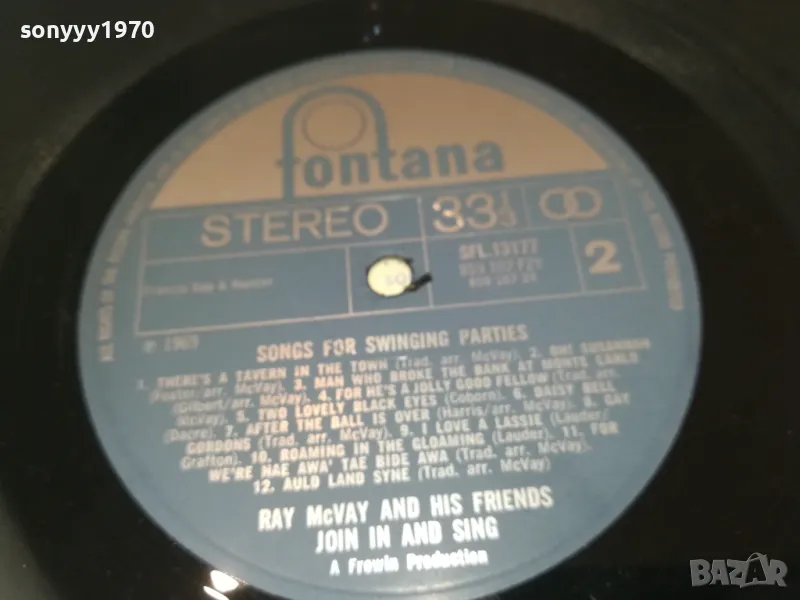 sonyyy1970
fontana
STEREO 33⅓
SFL.13177
2
℗ 1969
SONGS FOR SWINGING PARTIES
1. THERE'S A TAVERN IN THE TOWN (Trad. arr. McVay). 2. OH! SUSANNAH
(Foster/arr. McVay). 3. MAN WHO BROKE THE BANK AT MONTE CARLO
(Gilbert/arr. McVay). 4. FOR HE'S A JOLLY GOOD FELLOW (Trad. arr.
McVay). 5. TWO LOVELY BLACK EYES (Coborn). 6. DAISY BELL
(Dacre). 7. AFTER THE BALL IS OVER (Harris/arr. McVay). 8. GAY
GORDONS (Trad. arr. McVay). 9. I LOVE A LASSIE (Lauder/
Grafton). 10. ROAMING IN THE GLOAMING (Lauder). 11. FOR
WE'RE NAE AWA' TAE BIDE AWA (Trad. arr. McVay)
12. AULD LAND SYNE (Trad. arr. McVay)
RAY McVAY AND HIS FRIENDS
JOIN IN AND SING
A Frowin Production
BAZAR